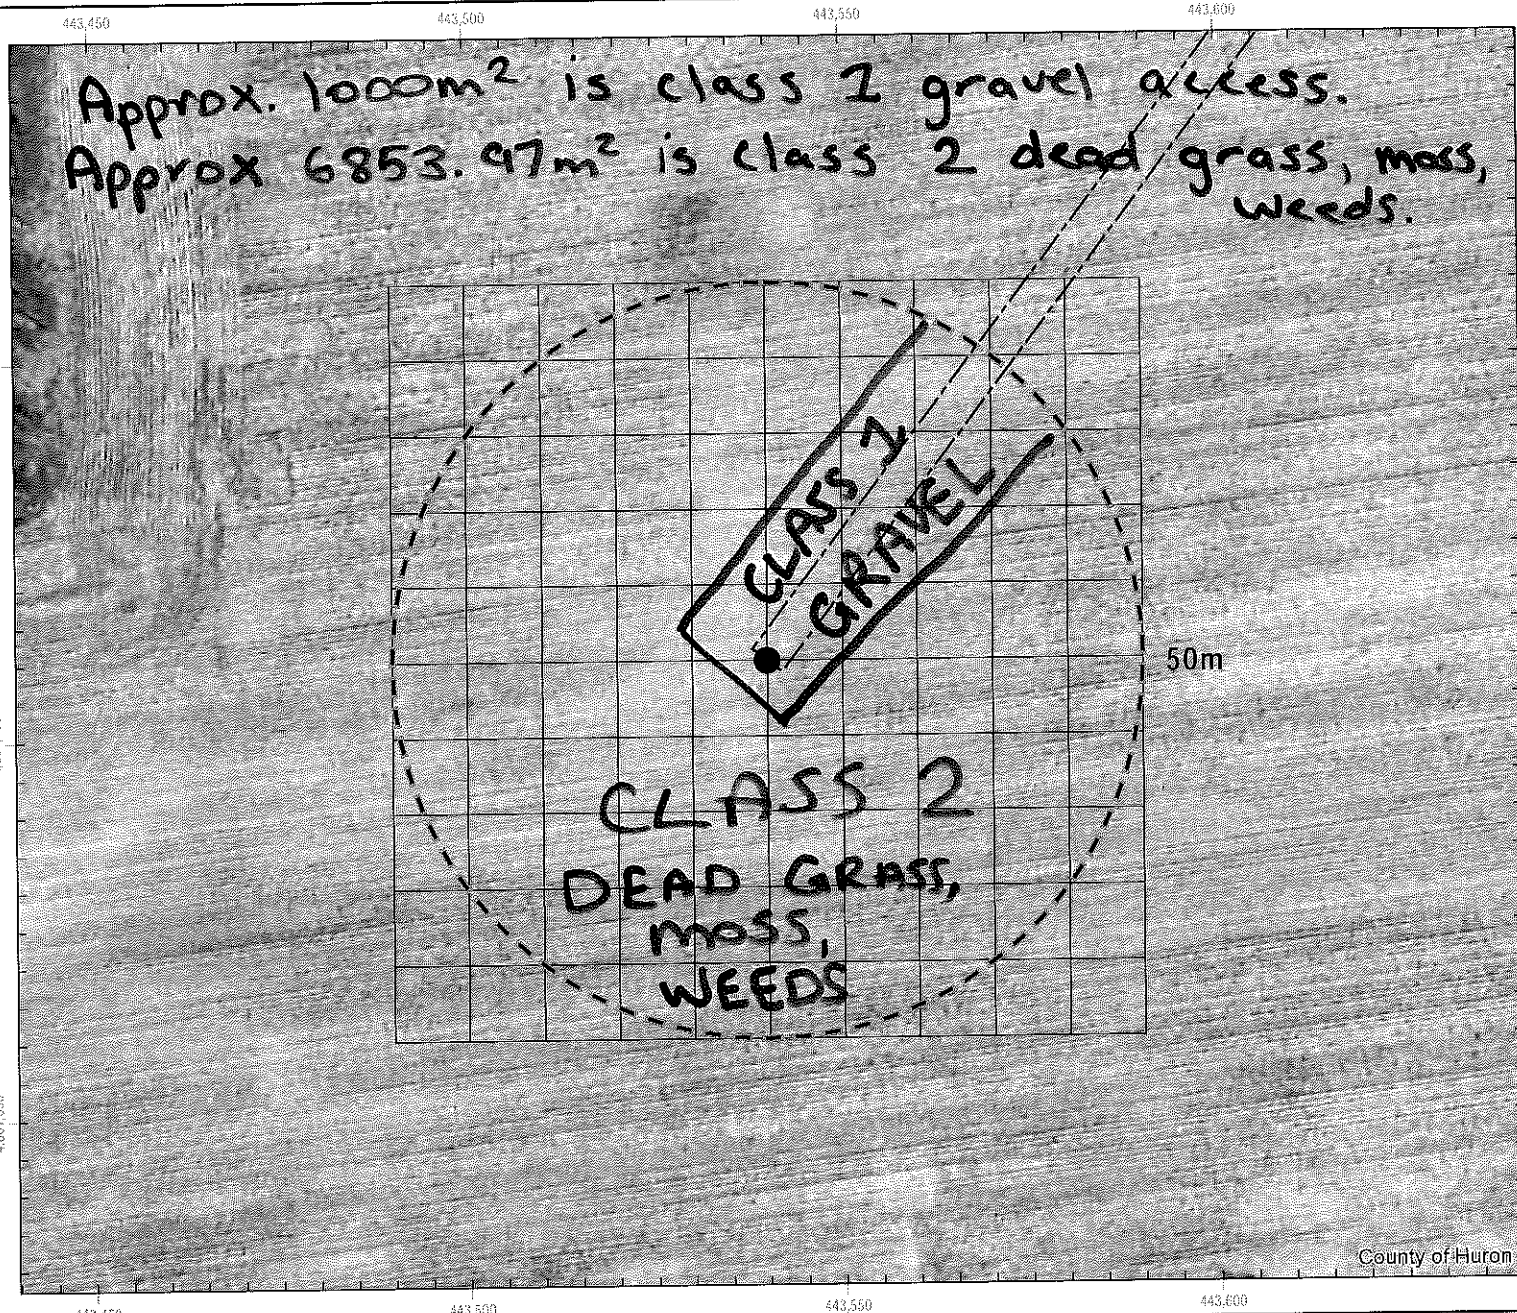 443,450 443,500 443,550 443,600
Approx. 1000m² is class 1 gravel access.
Approx 6853.97m² is class 2 dead grass, moss,
weeds.
CLASS 1
GRAVEL
50m
CLASS 2
DEAD GRASS,
MOSS,
WEEDS
County of Huron
443,500 443,550 443,600